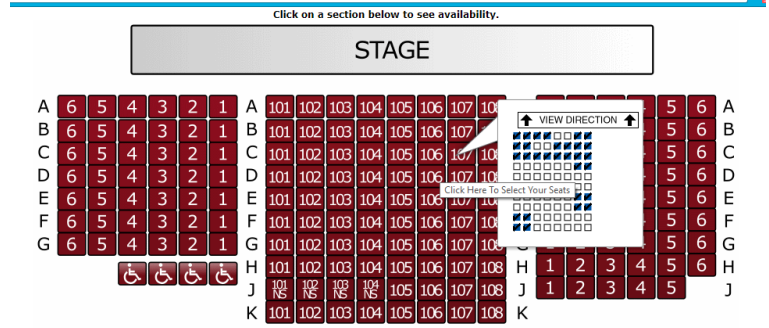 Click on a section below to see availability.
STAGE
A 6 5 4 3 2 1 A 101 102 103 104 105 106 107 5 6 A
VIEW DIRECTION
B 6 5 4 3 2 1 B 101 102 103 104 105 106 107 5 6 B
C 6 5 4 3 2 1 C 101 102 103 104 105 106 107 5 6 C
D 6 5 4 3 2 1 D 101 102 103 104 105 106 107 5 6 D
Click Here To Select Your Seats
E 6 5 4 3 2 1 E 101 102 103 104 105 106 5 6 E
F 6 5 4 3 2 1 F 101 102 103 104 105 106 107 5 6 F
G 6 5 4 3 2 1 G 101 102 103 104 105 106 107 5 6 G
H 101 102 103 104 105 106 107 108 H 1 2 3 4 5 6 H
J 101 NS 102 NS 103 NS 104 NS 105 106 107 108 J 1 2 3 4 5 J
K 101 102 103 104 105 106 107 108 K